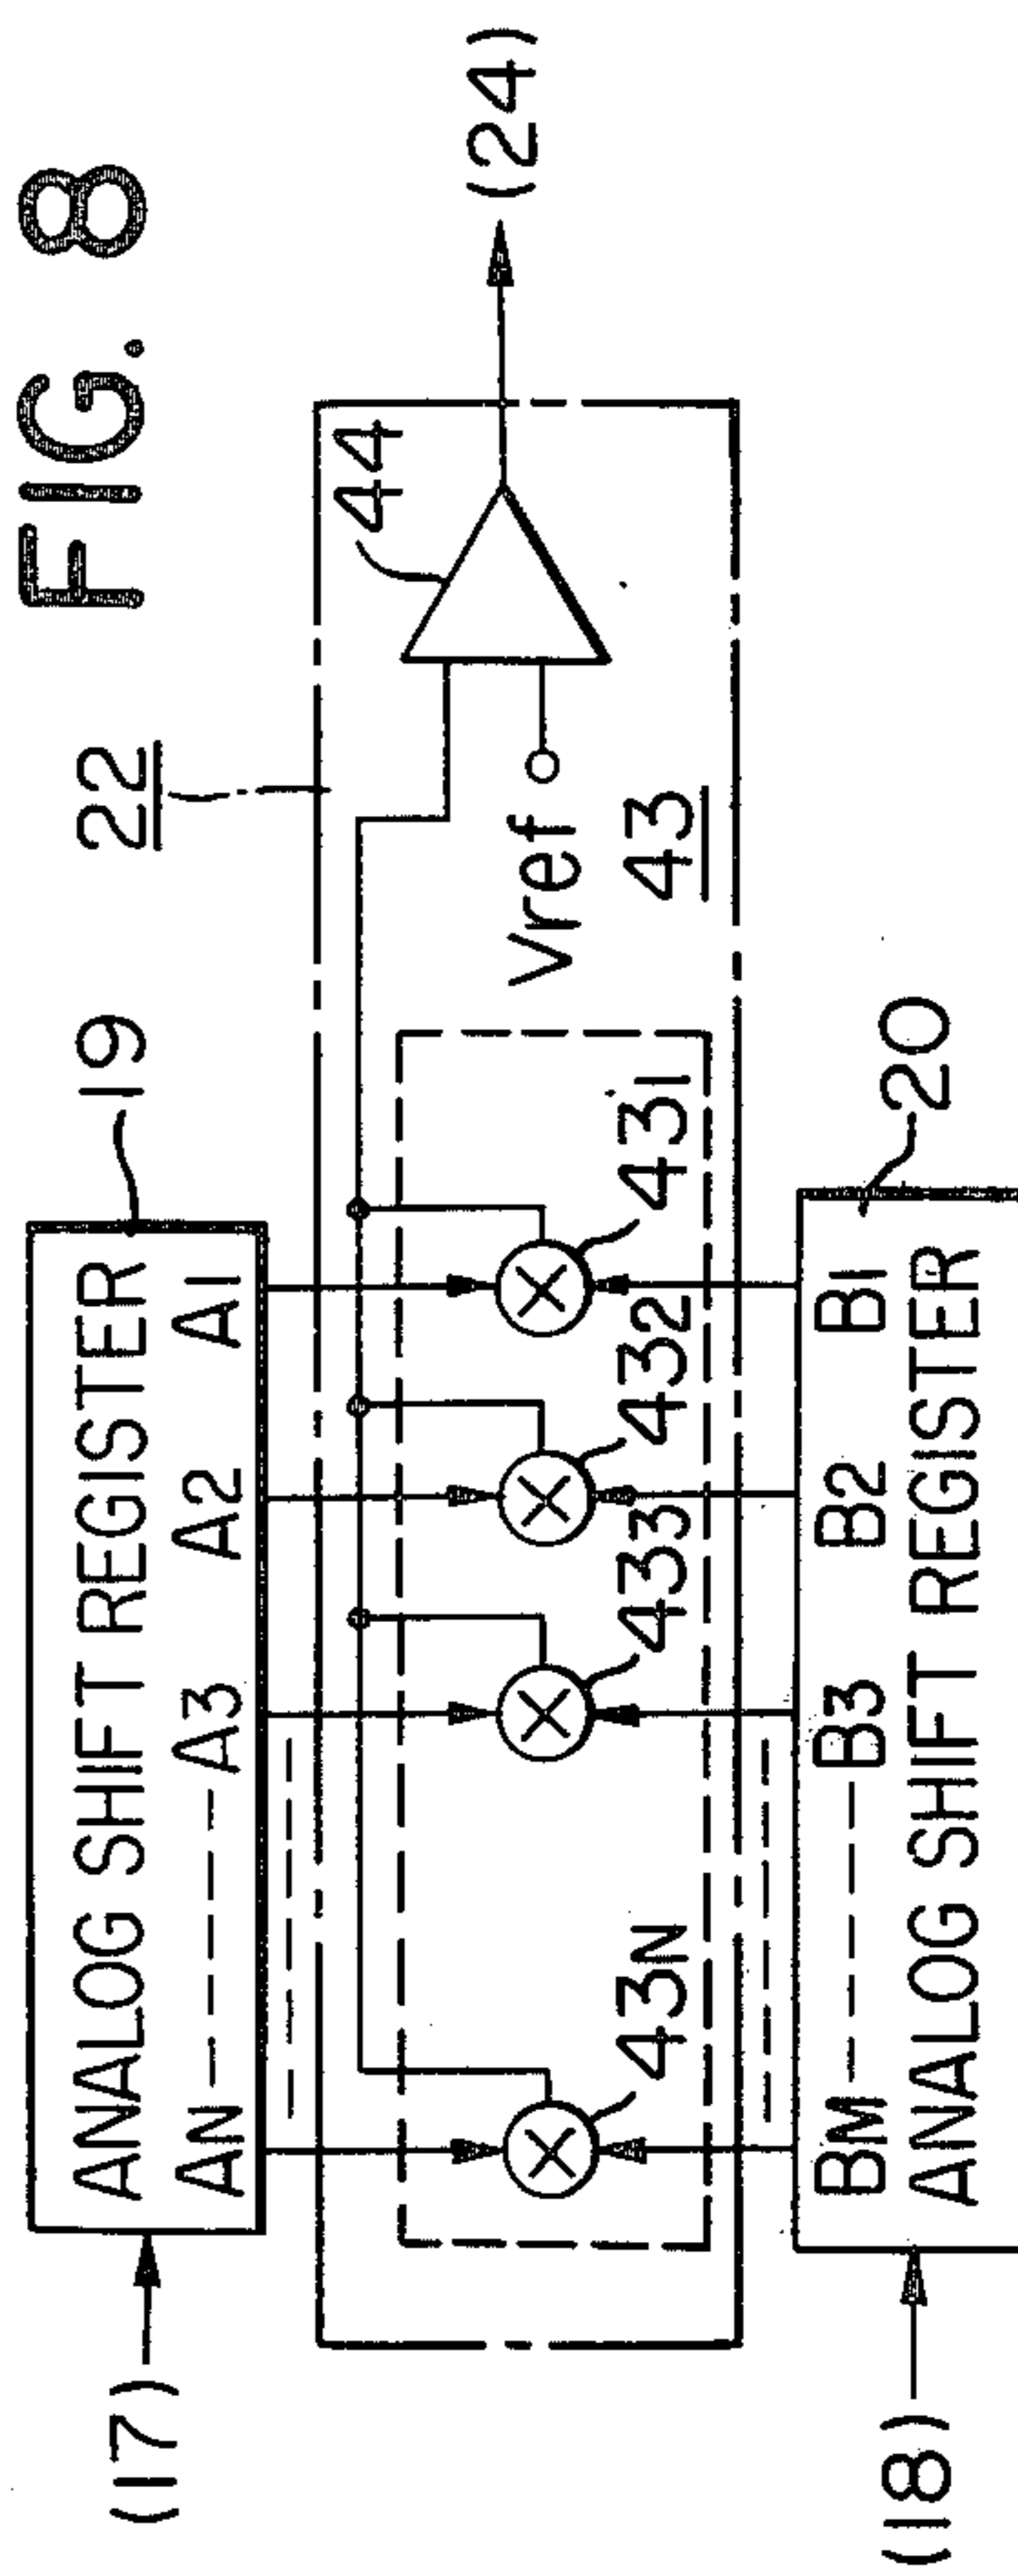 FIG. 8
22
19
(17)
ANALOG SHIFT REGISTER
AN A3 A2 A1
44
(24)
Vref
43
43N 433 432 431
20
BM B3 B2 B1
ANALOG SHIFT REGISTER
(18)